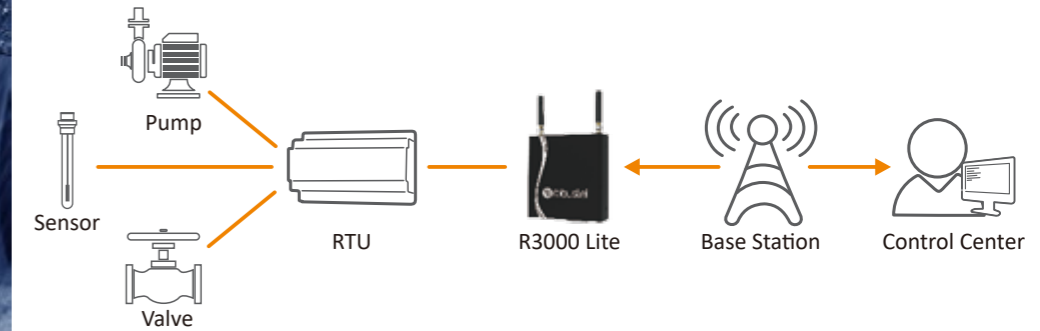 Pump
Sensor
Valve
RTU
R3000 Lite
Base Station
Control Center